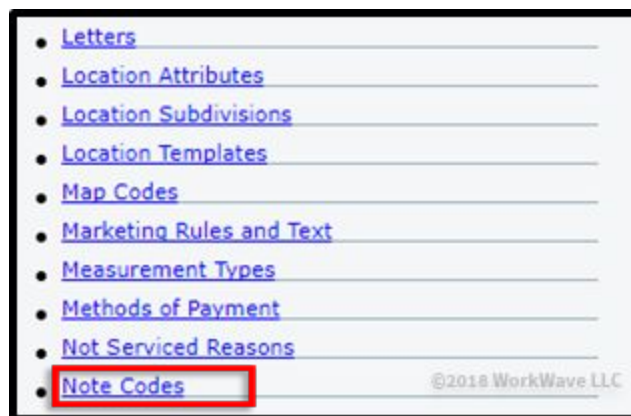 Letters
Location Attributes
Location Subdivisions
Location Templates
Map Codes
Marketing Rules and Text
Measurement Types
Methods of Payment
Not Serviced Reasons
Note Codes
©2018 WorkWave LLC